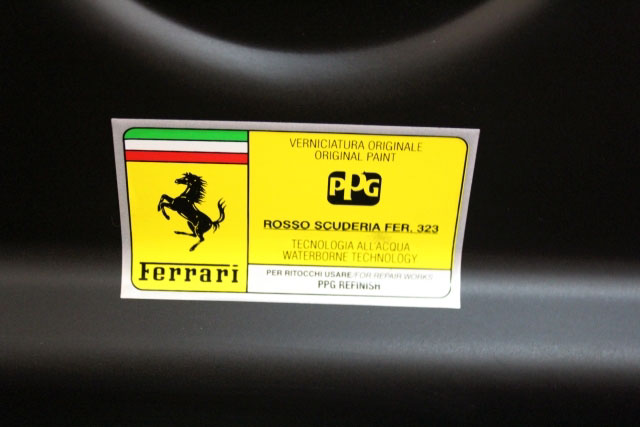 VERNICIATURA ORIGINALE
ORIGINAL PAINT
PPG
ROSSO SCUDERIA FER. 323
TECNOLOGIA ALL'ACQUA
WATERBORNE TECHNOLOGY
Ferrari
PER RITOCCHI USARE/FOR REPAIR WORKS
PPG REFINISH